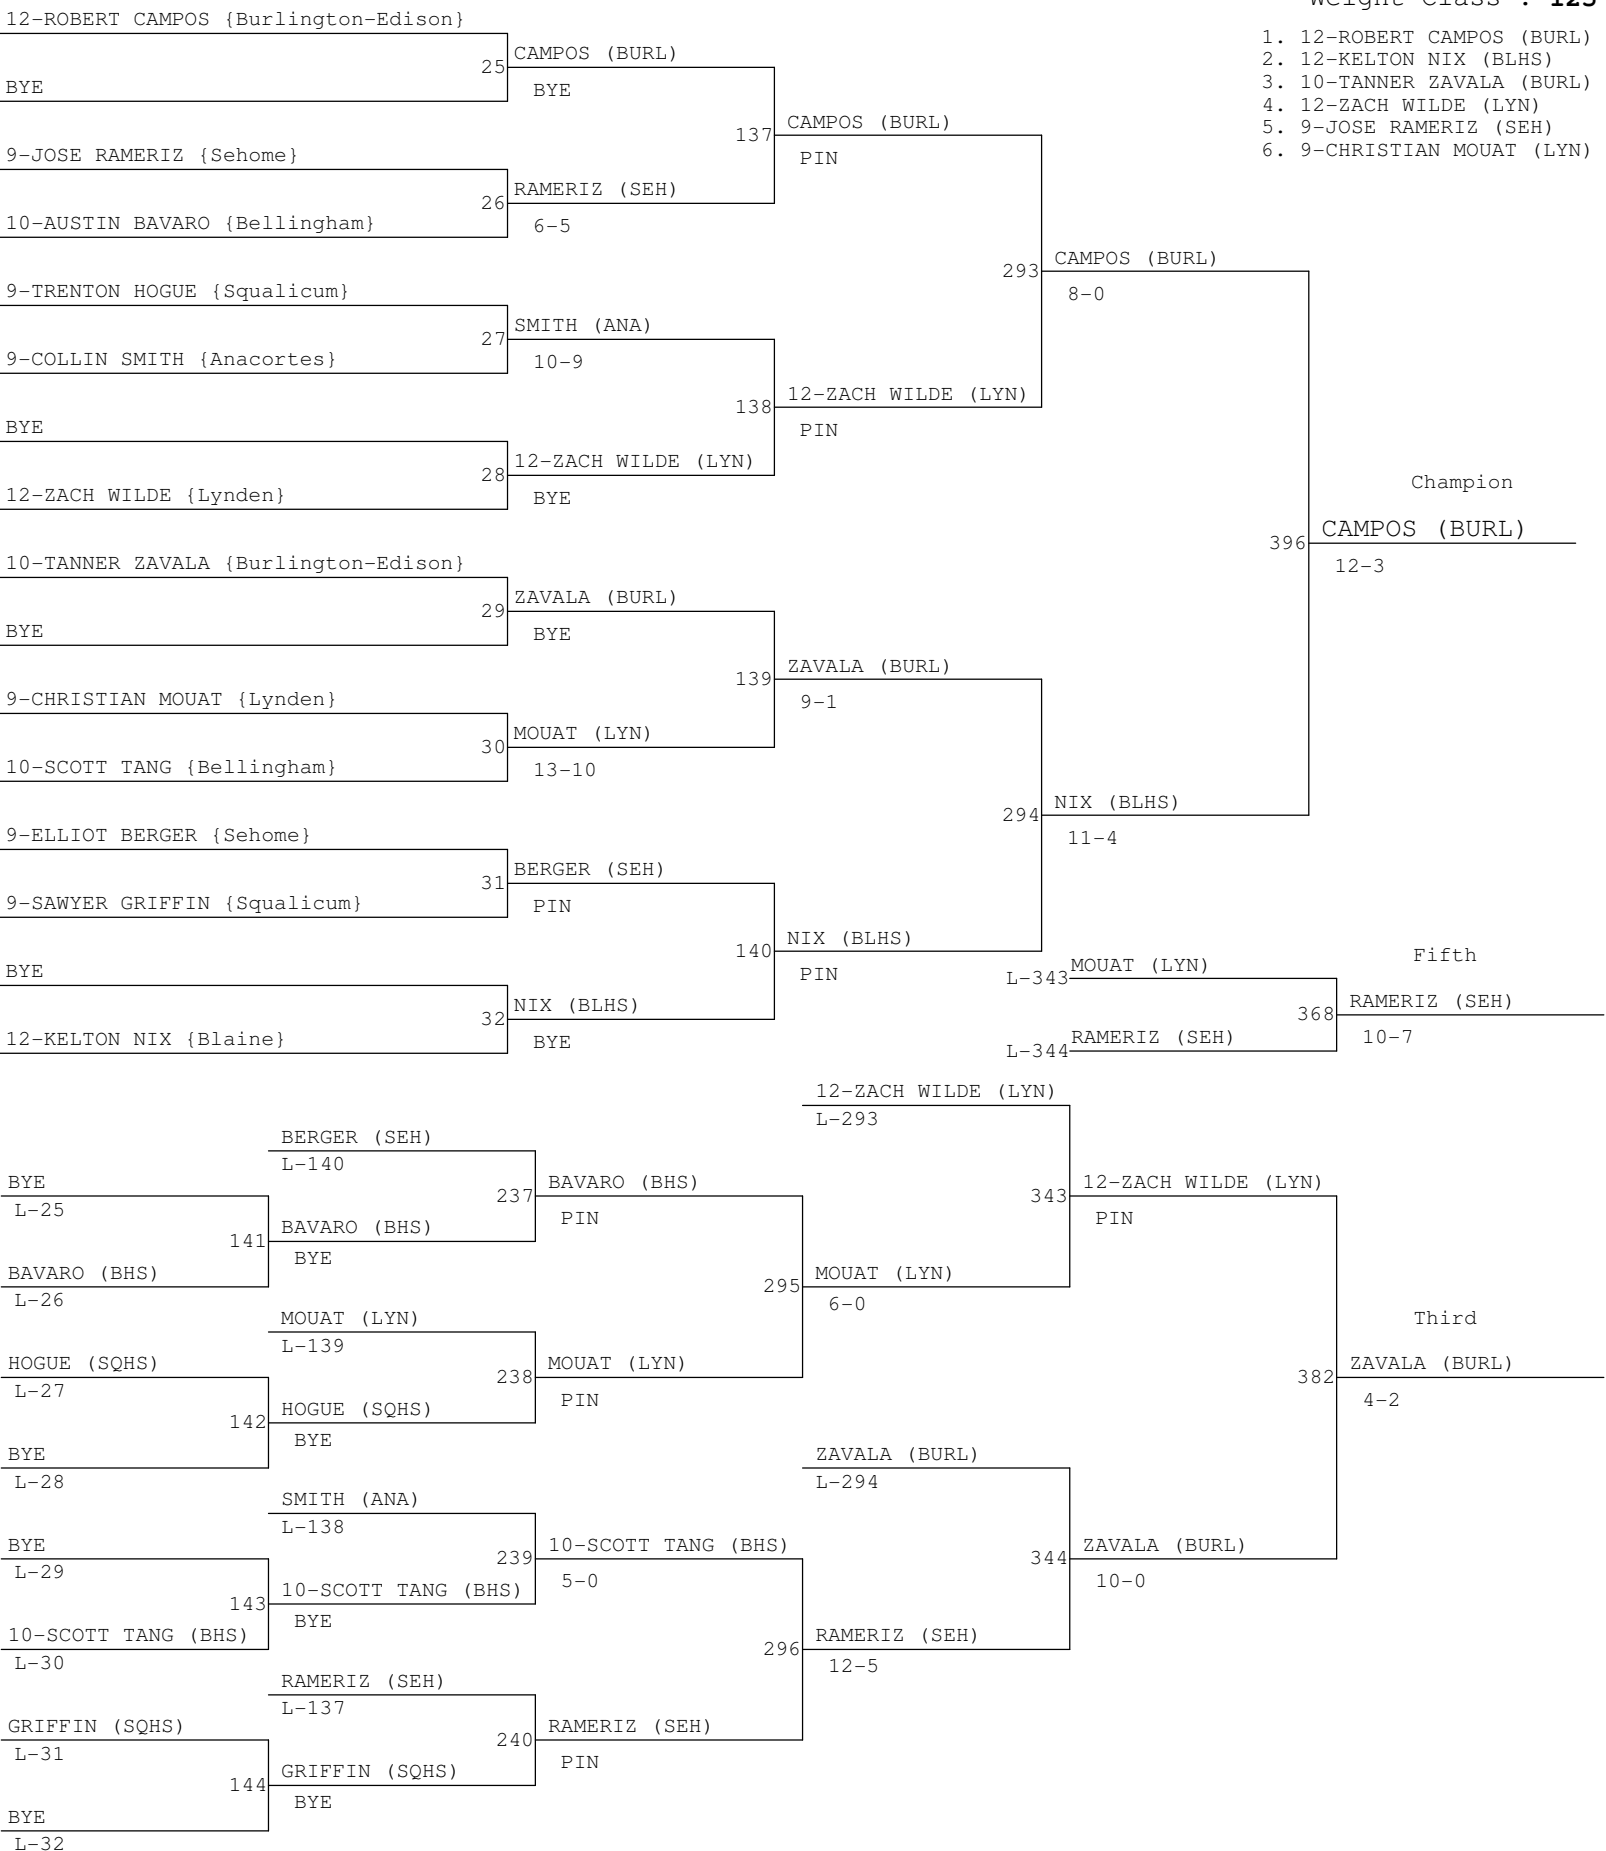 Weight Class : 125
1. 12-ROBERT CAMPOS (BURL)
2. 12-KELTON NIX (BLHS)
3. 10-TANNER ZAVALA (BURL)
4. 12-ZACH WILDE (LYN)
5. 9-JOSE RAMERIZ (SEH)
6. 9-CHRISTIAN MOUAT (LYN)
12-ROBERT CAMPOS {Burlington-Edison}
BYE
9-JOSE RAMERIZ {Sehome}
10-AUSTIN BAVARO {Bellingham}
9-TRENTON HOGUE {Squalicum}
9-COLLIN SMITH {Anacortes}
BYE
12-ZACH WILDE {Lynden}
10-TANNER ZAVALA {Burlington-Edison}
BYE
9-CHRISTIAN MOUAT {Lynden}
10-SCOTT TANG {Bellingham}
9-ELLIOT BERGER {Sehome}
9-SAWYER GRIFFIN {Squalicum}
BYE
12-KELTON NIX {Blaine}
25
CAMPOS (BURL)
BYE
26
RAMERIZ (SEH)
6-5
27
SMITH (ANA)
10-9
28
12-ZACH WILDE (LYN)
BYE
29
ZAVALA (BURL)
BYE
30
MOUAT (LYN)
13-10
31
BERGER (SEH)
PIN
32
NIX (BLHS)
BYE
137
CAMPOS (BURL)
PIN
138
12-ZACH WILDE (LYN)
PIN
139
ZAVALA (BURL)
9-1
140
NIX (BLHS)
PIN
293
CAMPOS (BURL)
8-0
294
NIX (BLHS)
11-4
Champion
396
CAMPOS (BURL)
12-3
Fifth
L-343
MOUAT (LYN)
L-344
RAMERIZ (SEH)
368
RAMERIZ (SEH)
10-7
BYE
L-25
BAVARO (BHS)
L-26
HOGUE (SQHS)
L-27
BYE
L-28
BYE
L-29
10-SCOTT TANG (BHS)
L-30
GRIFFIN (SQHS)
L-31
BYE
L-32
BERGER (SEH)
L-140
141
BAVARO (BHS)
BYE
MOUAT (LYN)
L-139
142
HOGUE (SQHS)
BYE
SMITH (ANA)
L-138
143
10-SCOTT TANG (BHS)
BYE
RAMERIZ (SEH)
L-137
144
GRIFFIN (SQHS)
BYE
237
BAVARO (BHS)
PIN
238
MOUAT (LYN)
PIN
239
10-SCOTT TANG (BHS)
5-0
240
RAMERIZ (SEH)
PIN
12-ZACH WILDE (LYN)
L-293
295
MOUAT (LYN)
6-0
ZAVALA (BURL)
L-294
296
RAMERIZ (SEH)
12-5
343
12-ZACH WILDE (LYN)
PIN
344
ZAVALA (BURL)
10-0
Third
382
ZAVALA (BURL)
4-2